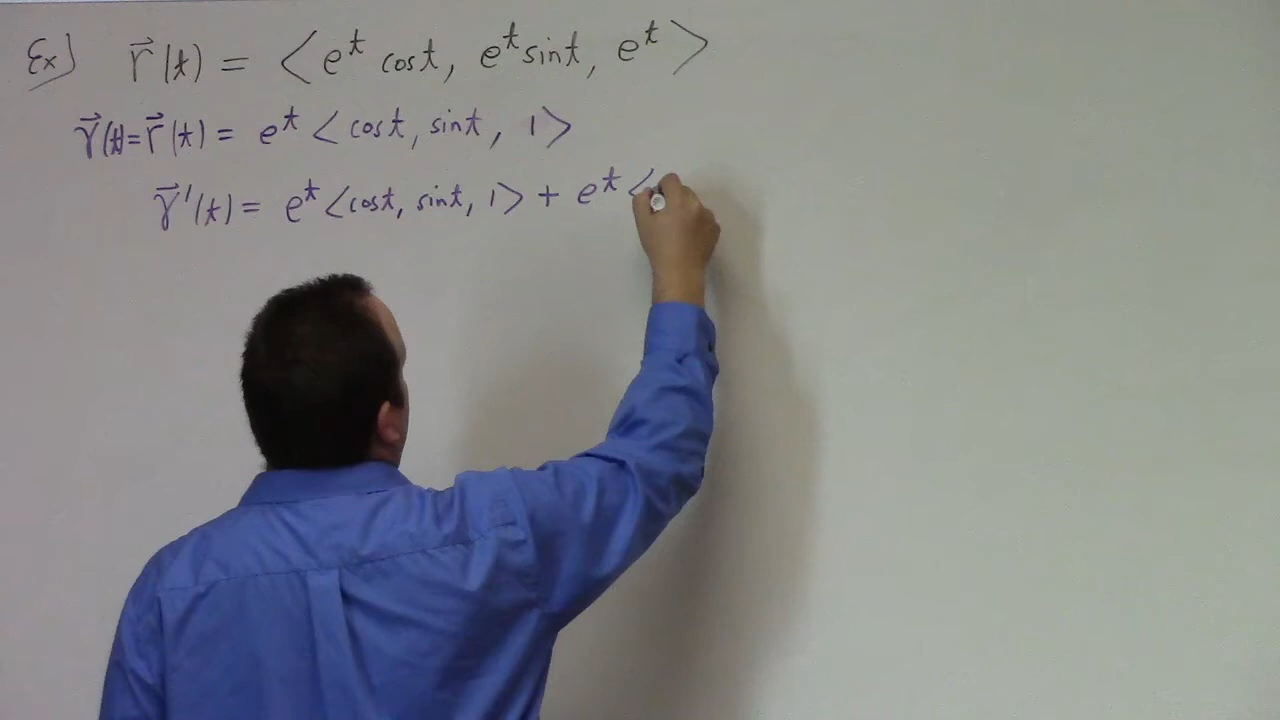 Ex) r⃗(t) = <e^t cost, e^t sint, e^t>
γ⃗(t)=r⃗(t) = e^t <cost, sint, 1>
γ⃗'(t) = e^t <cost, sint, 1> + e^t <